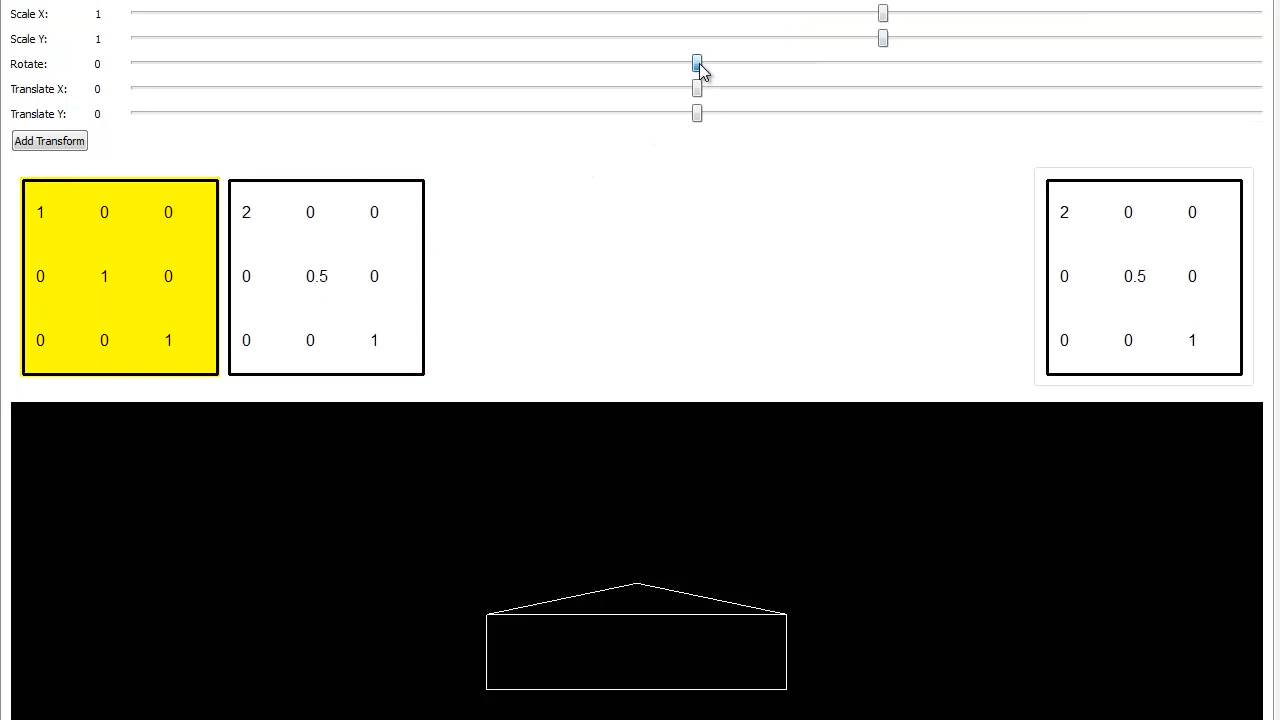 Scale X: 1
Scale Y: 1
Rotate: 0
Translate X: 0
Translate Y: 0
Add Transform
1 0 0 2 0 0 2 0 0
0 1 0 0 0.5 0 0 0.5 0
0 0 1 0 0 1 0 0 1